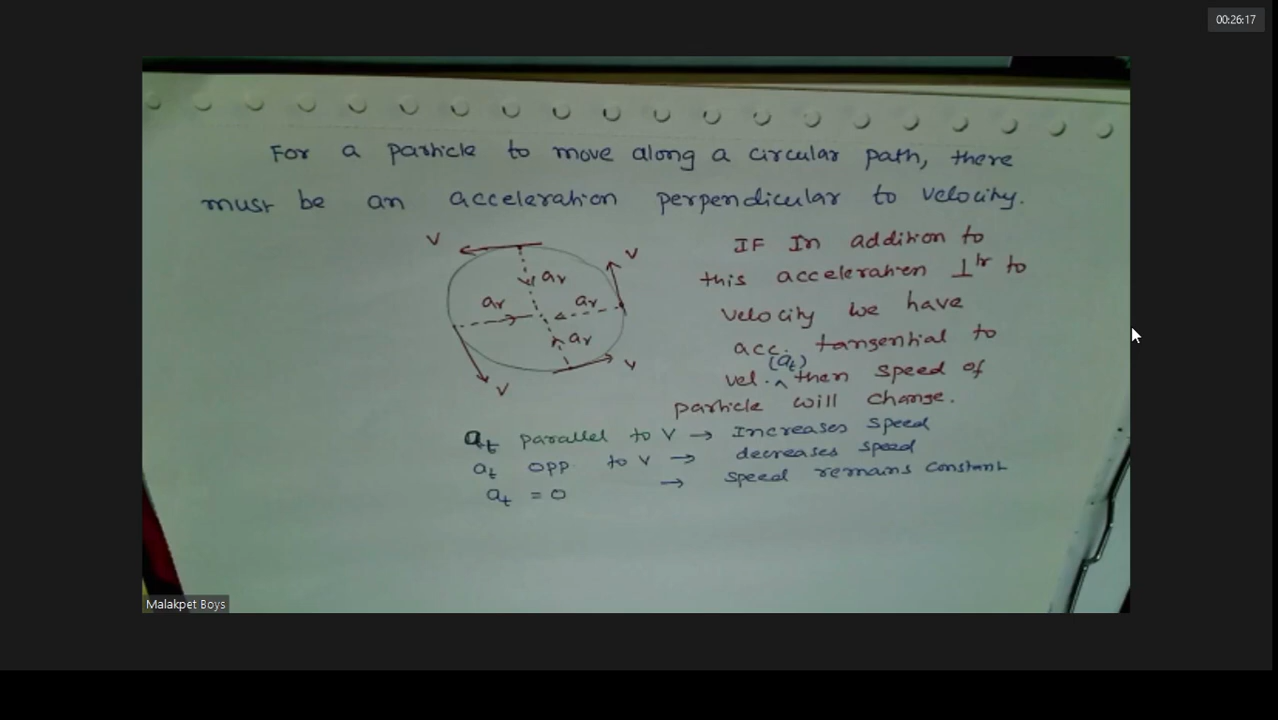 00:26:17
For a particle to move along a circular path, there
must be an acceleration perpendicular to velocity.
V
V
ar
ar
ar
ar
V
V
IF In addition to
this acceleration ⊥lr to
velocity we have
acc. tangential to
(at)
vel. ^ then speed of
particle will change.
at parallel to V → Increases speed
at opp to V → decreases speed
at = 0 → speed remains constant
Malakpet Boys